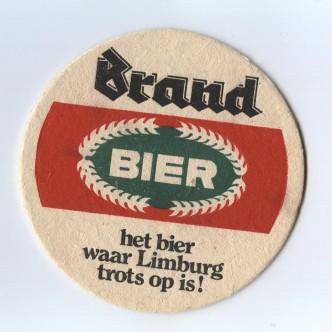 Brand
BIER
het bier
waar Limburg
trots op is!